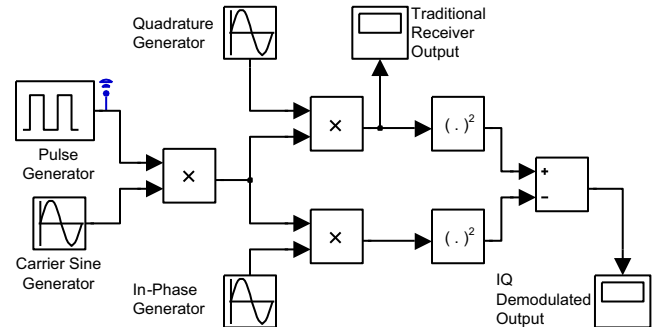 Quadrature
Generator
Traditional
Receiver
Output
Pulse
Generator
×
×
( . )²
+
−
Carrier Sine
Generator
In-Phase
Generator
×
( . )²
IQ
Demodulated
Output